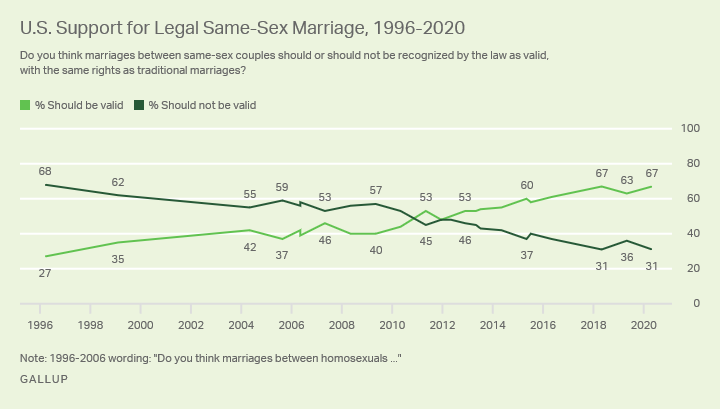 U.S. Support for Legal Same-Sex Marriage, 1996-2020
Do you think marriages between same-sex couples should or should not be recognized by the law as valid,
with the same rights as traditional marriages?
% Should be valid % Should not be valid
100
80
60
40
20
0
68 62 55 59 53 57 53 53 60 67 63 67
27 35 42 37 46 40 45 46 37 31 36 31
1996 1998 2000 2002 2004 2006 2008 2010 2012 2014 2016 2018 2020
Note: 1996-2006 wording: "Do you think marriages between homosexuals ..."
GALLUP